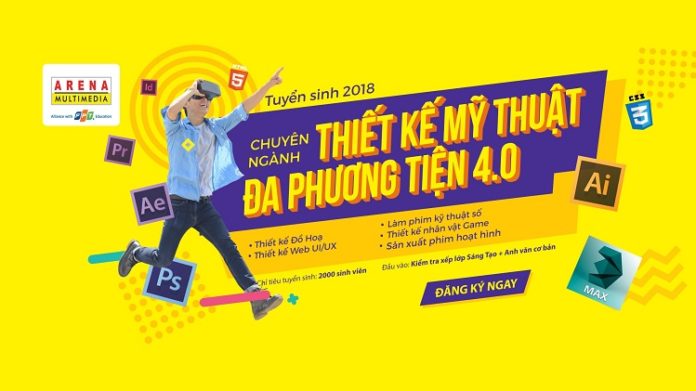 ARENA
MULTIMEDIA
Alliance with FPT Education
Id
HTML
5
Tuyển sinh 2018
CSS
3
Pr
CHUYÊN
NGÀNH
THIẾT KẾ MỸ THUẬT
ĐA PHƯƠNG TIỆN 4.0
Ae
Ai
• Thiết kế Đồ Hoạ
• Thiết kế Web UI/UX
• Làm phim kỹ thuật số
• Thiết kế nhân vật Game
• Sản xuất phim hoạt hình
Ps
Chỉ tiêu tuyển sinh: 2000 sinh viên
Đầu vào: Kiểm tra xếp lớp Sáng Tạo + Anh văn cơ bản
ĐĂNG KÝ NGAY
MAX